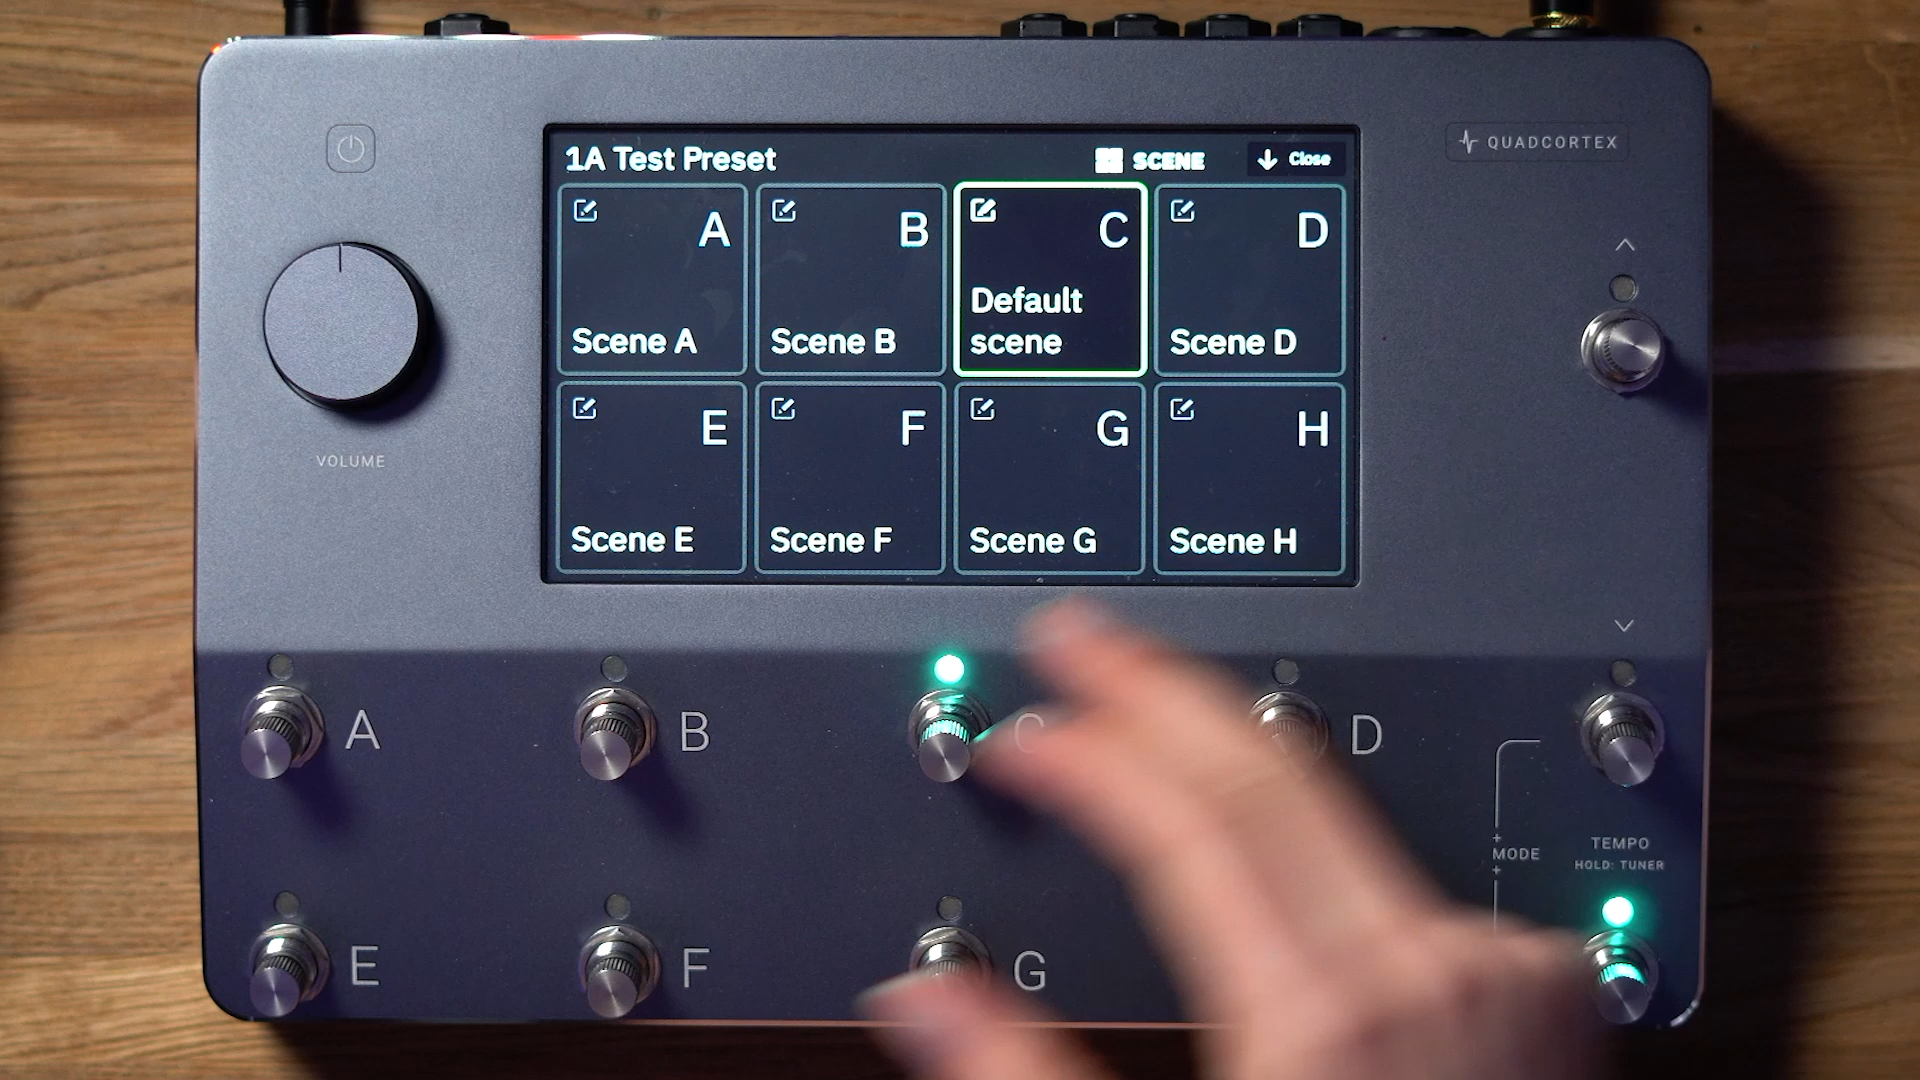 1A Test Preset
SCENE
Close
A
Scene A
B
Scene B
C
Default
scene
D
Scene D
E
Scene E
F
Scene F
G
Scene G
H
Scene H
QUADCORTEX
VOLUME
A
B
C
D
MODE
TEMPO
HOLD: TUNER
E
F
G